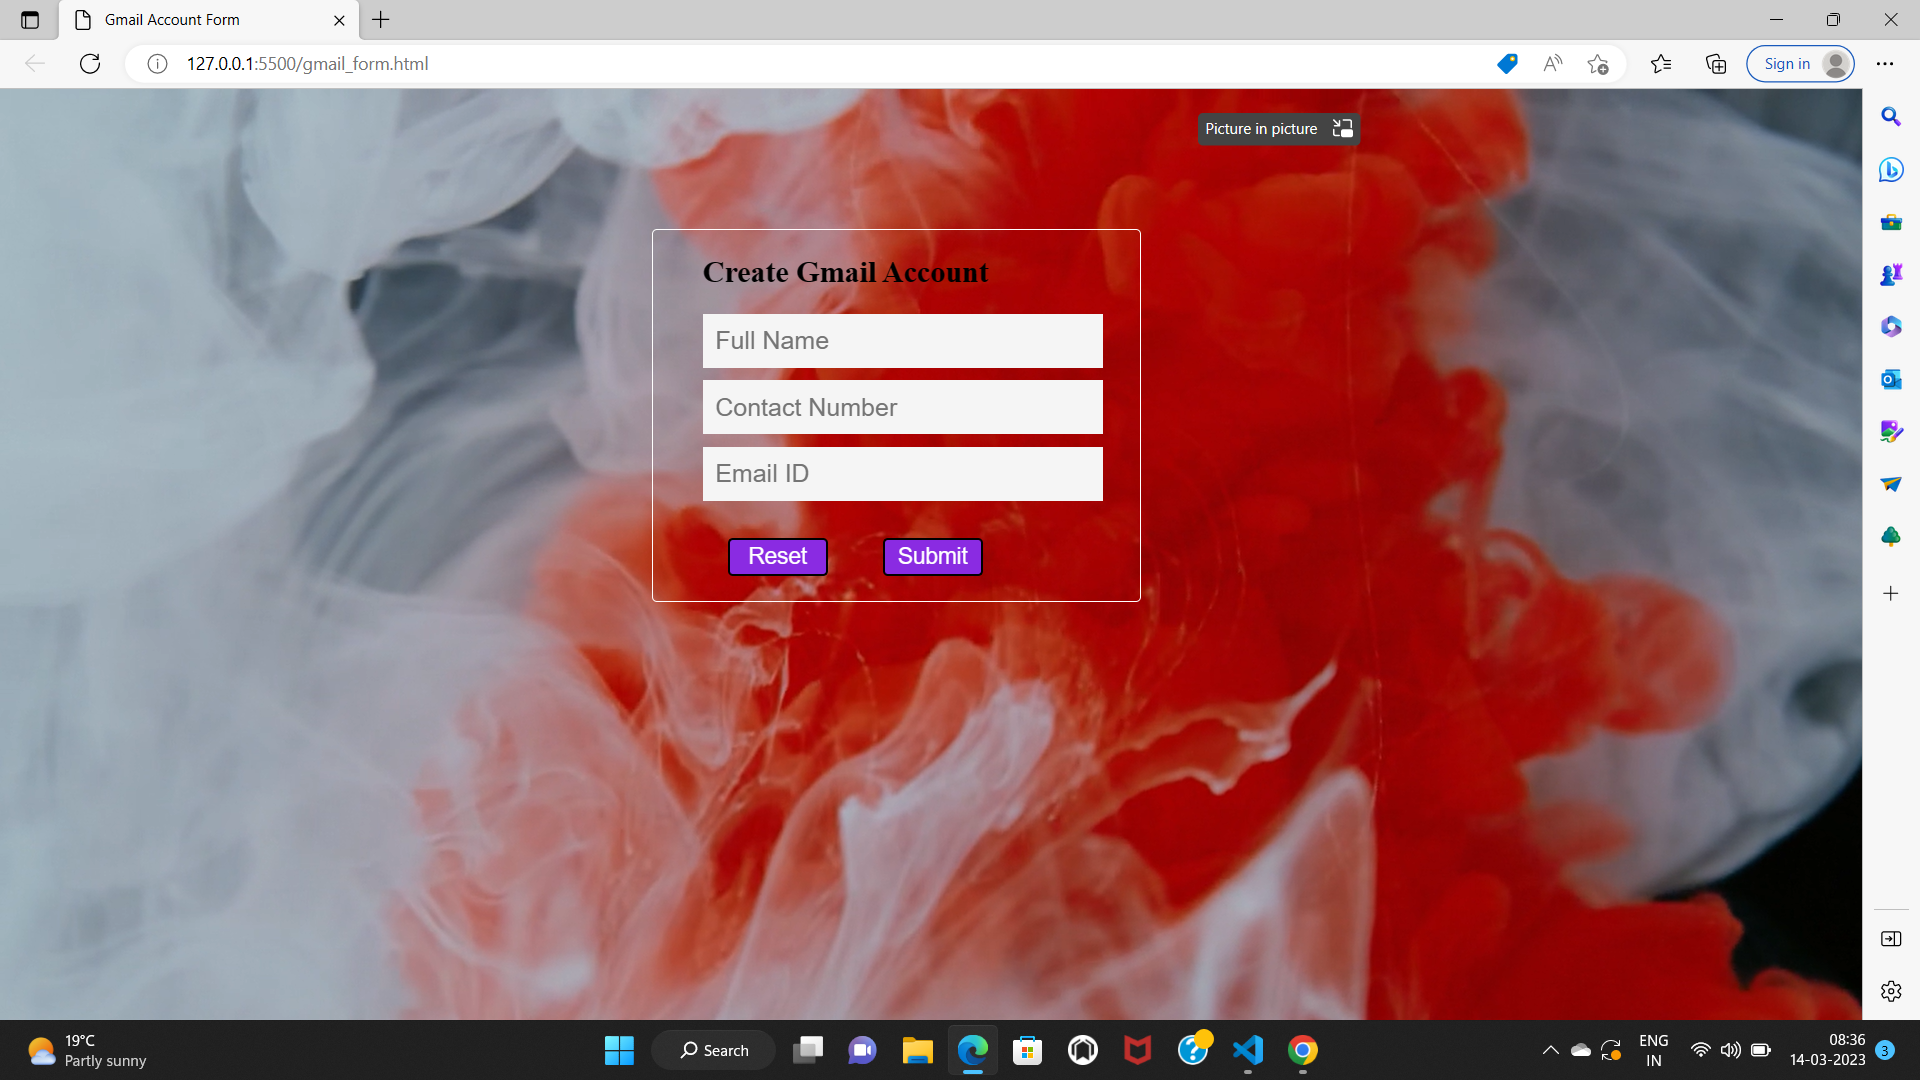 Gmail Account Form
127.0.0.1:5500/gmail_form.html
Sign in
Picture in picture
Create Gmail Account
Full Name
Contact Number
Email ID
Reset Submit
19°C
Partly sunny
Search
ENG
IN
08:36
14-03-2023
3